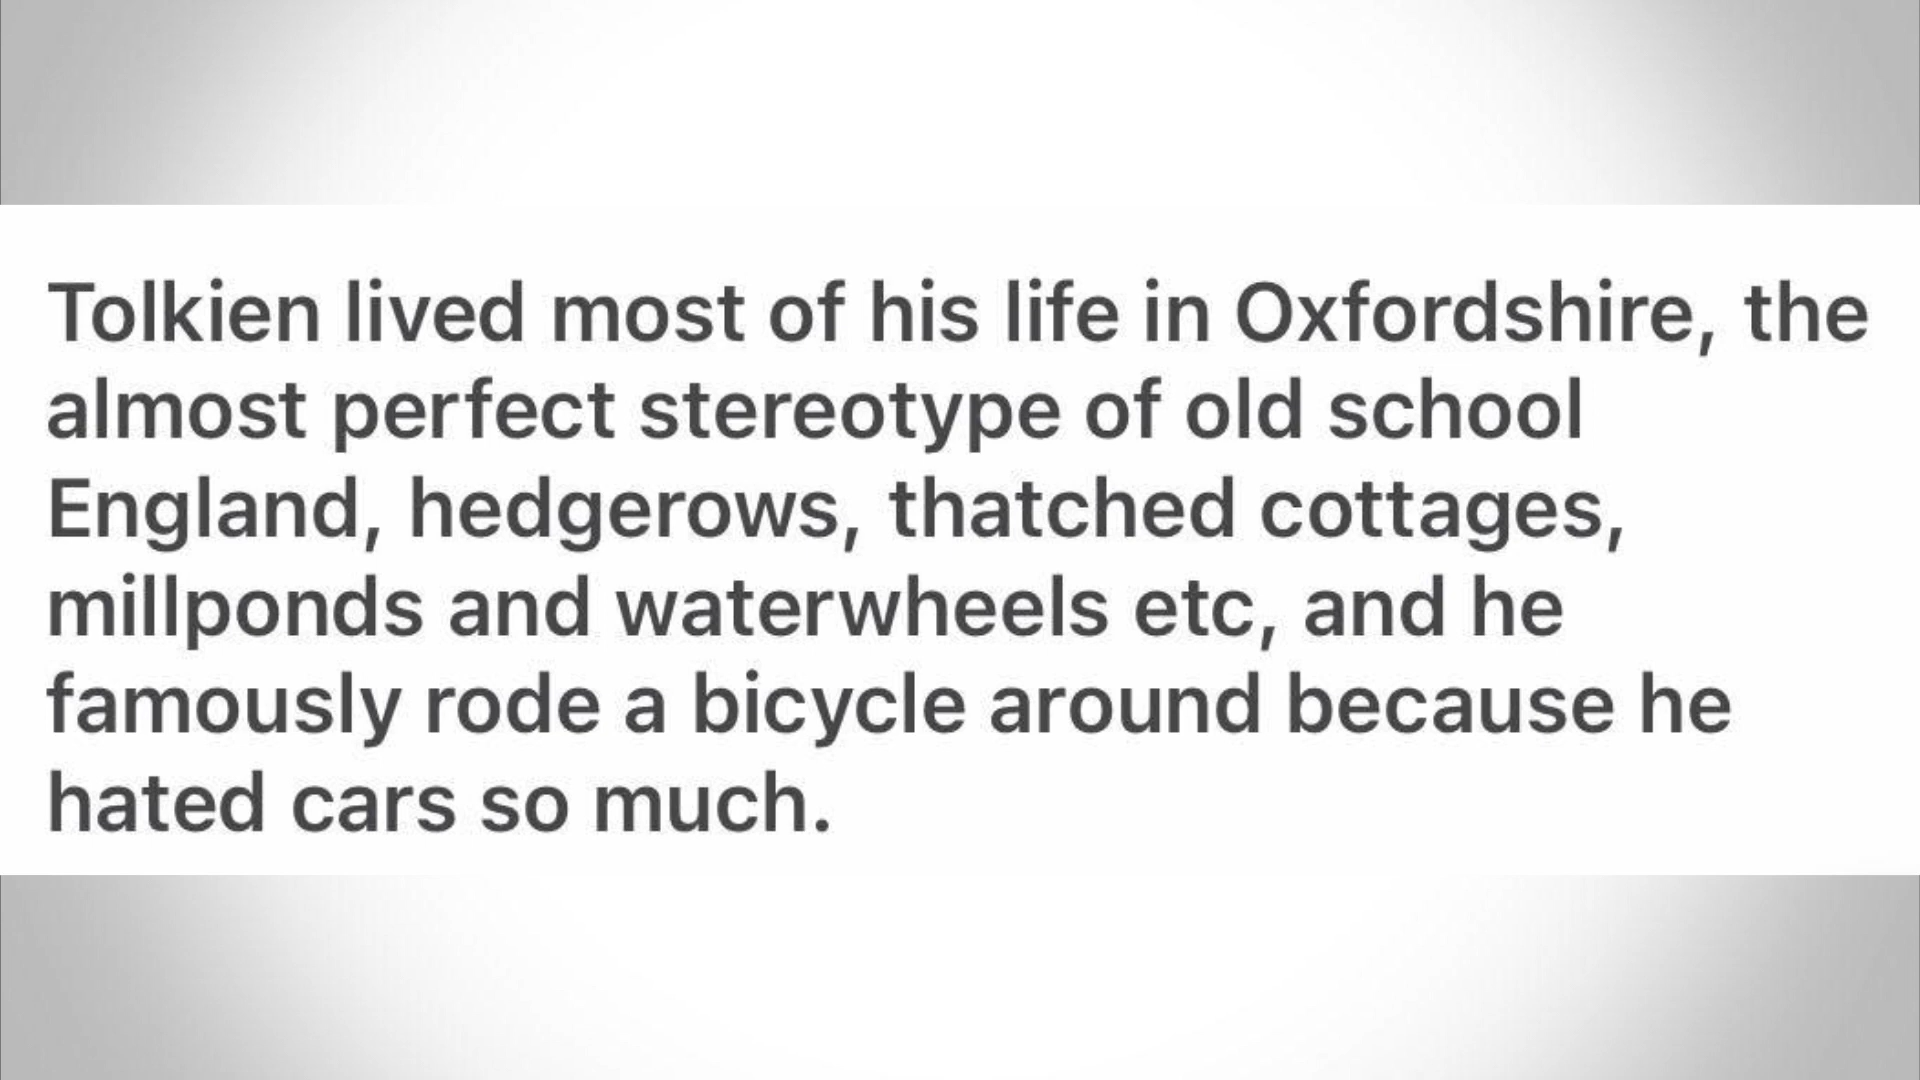 Tolkien lived most of his life in Oxfordshire, the
almost perfect stereotype of old school
England, hedgerows, thatched cottages,
millponds and waterwheels etc, and he
famously rode a bicycle around because he
hated cars so much.